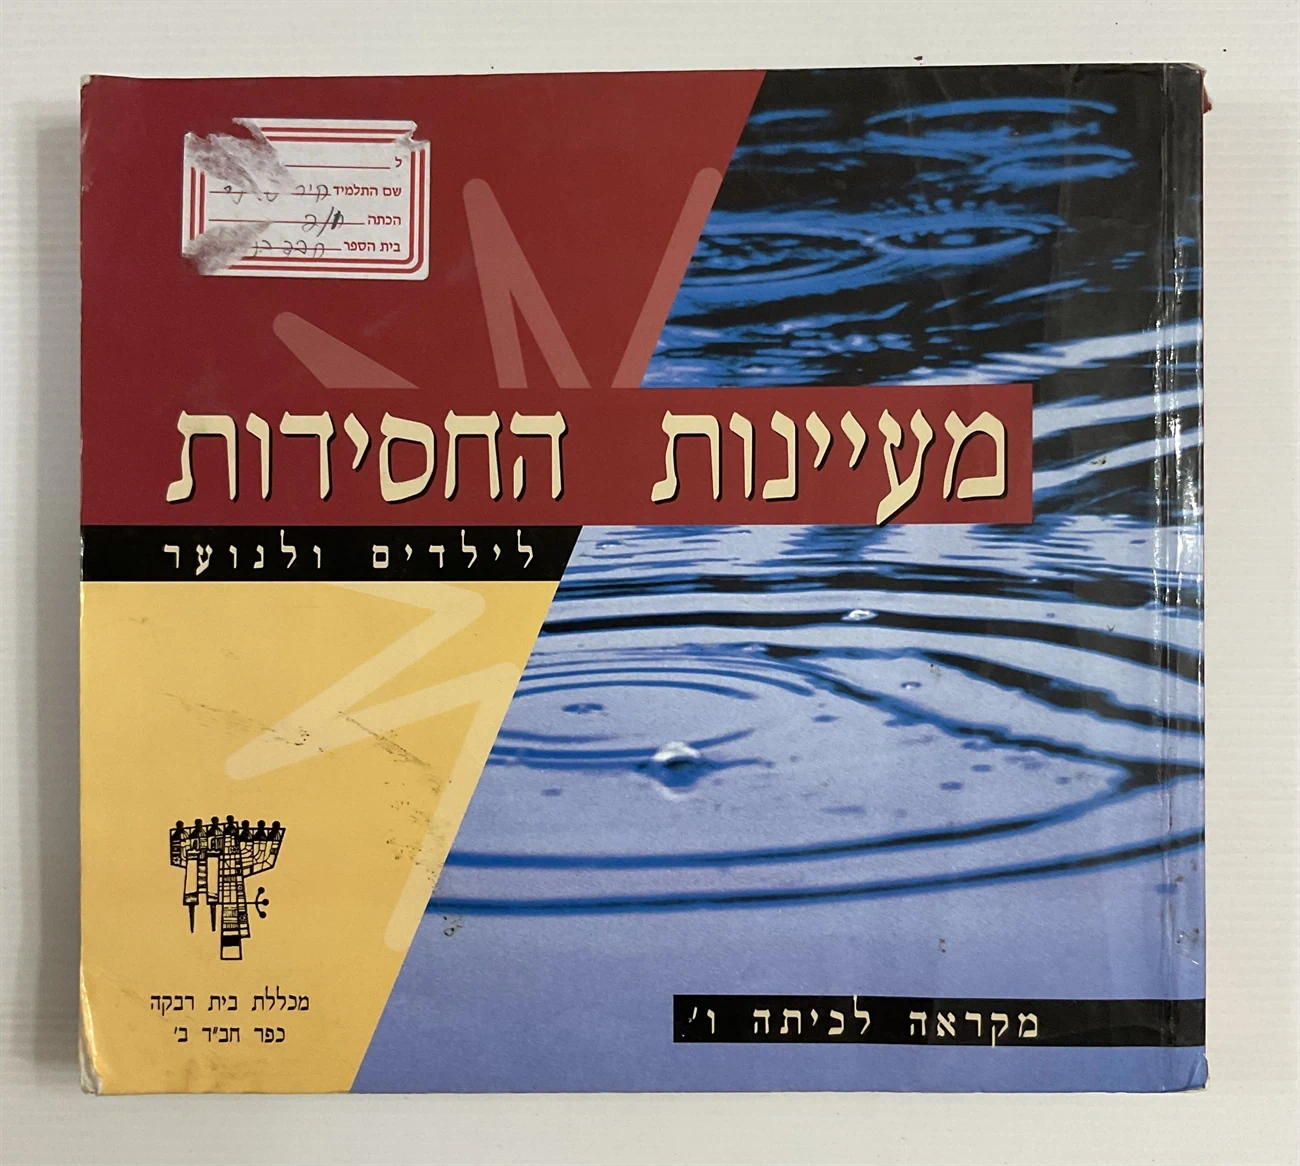 ל
שם התלמיד
הכתה
בית הספר
מעיינות החסידות
לילדים ולנוער
מכללת בית רבקה
כפר חב"ד ב'
מקראה לכיתה ו'